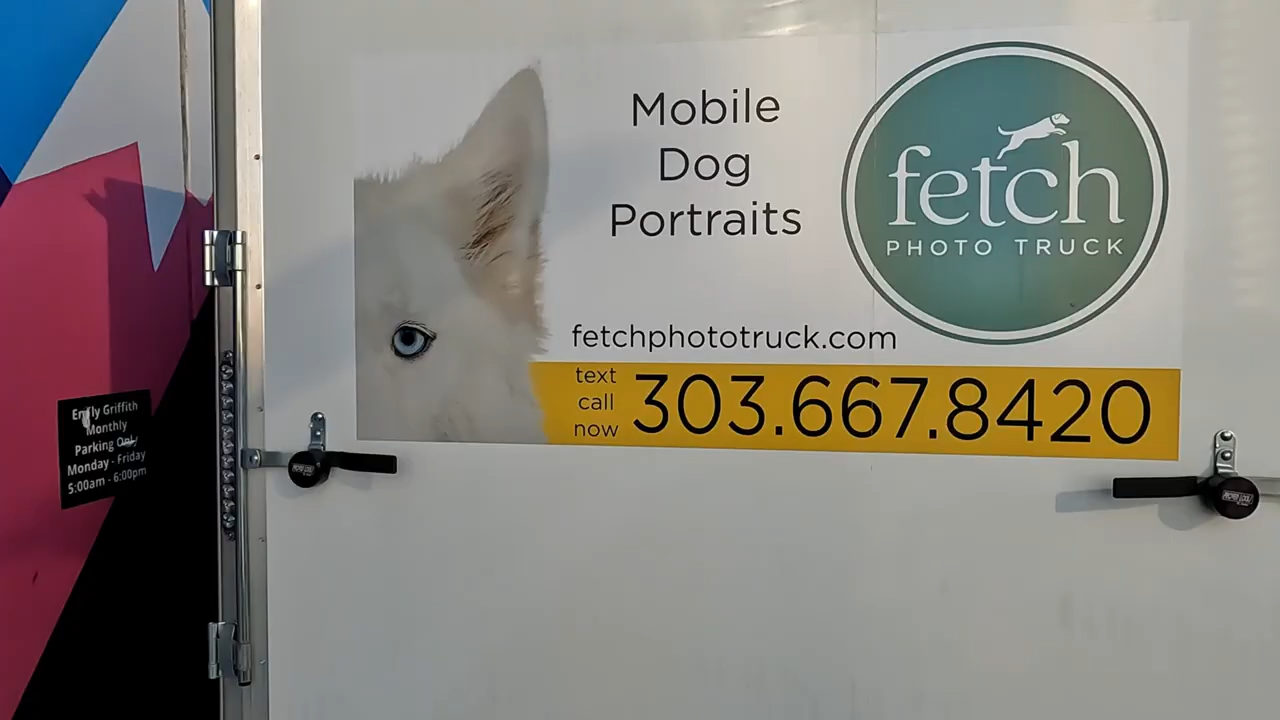 Mobile
Dog
Portraits
fetch
PHOTO TRUCK
fetchphototruck.com
text
call
now
303.667.8420
Emily Griffith
Monthly
Parking Only
Monday - Friday
5:00am - 6:00pm